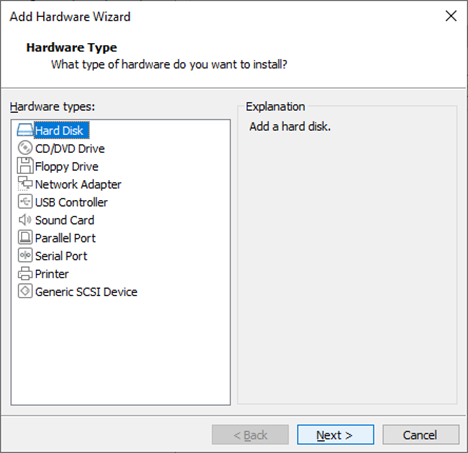 Add Hardware Wizard
Hardware Type
What type of hardware do you want to install?
Hardware types:
Hard Disk
CD/DVD Drive
Floppy Drive
Network Adapter
USB Controller
Sound Card
Parallel Port
Serial Port
Printer
Generic SCSI Device
Explanation
Add a hard disk.
< Back
Next >
Cancel